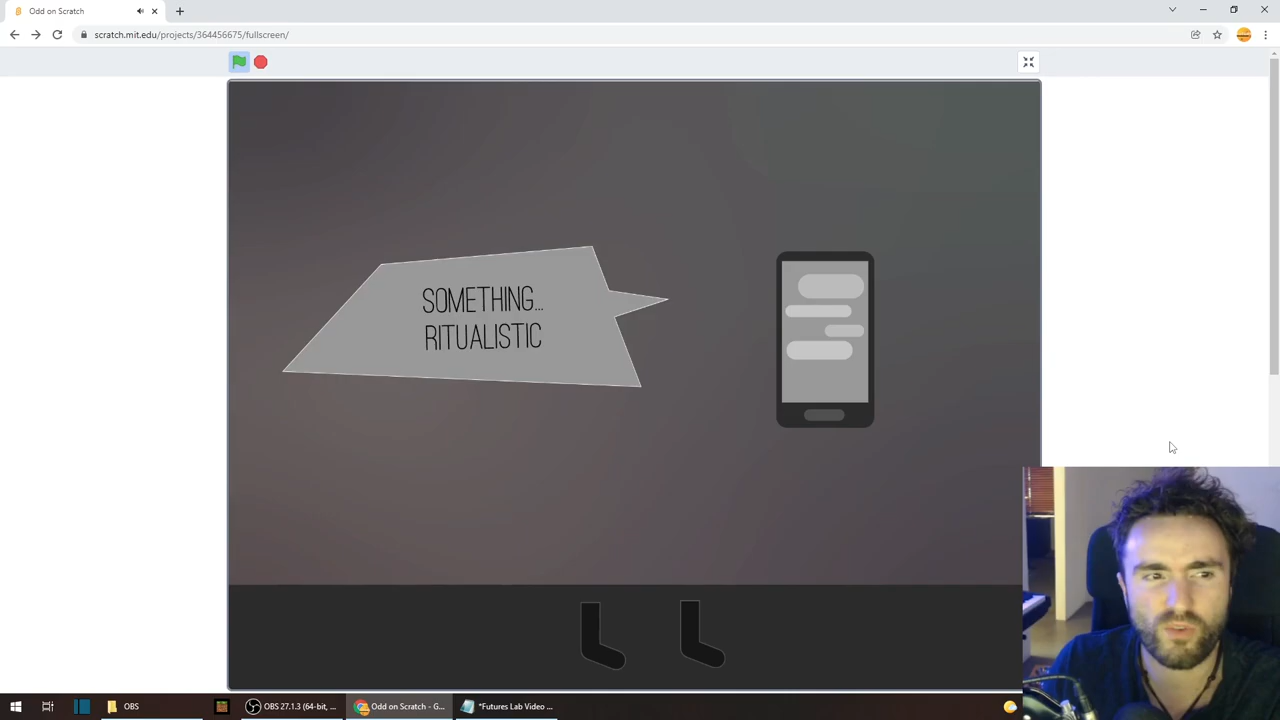 Odd on Scratch
scratch.mit.edu/projects/364456675/fullscreen/
SOMETHING...
RITUALISTIC
OBS
OBS 27.1.3 (64-bit, ...
Odd on Scratch - G...
*Futures Lab Video ...